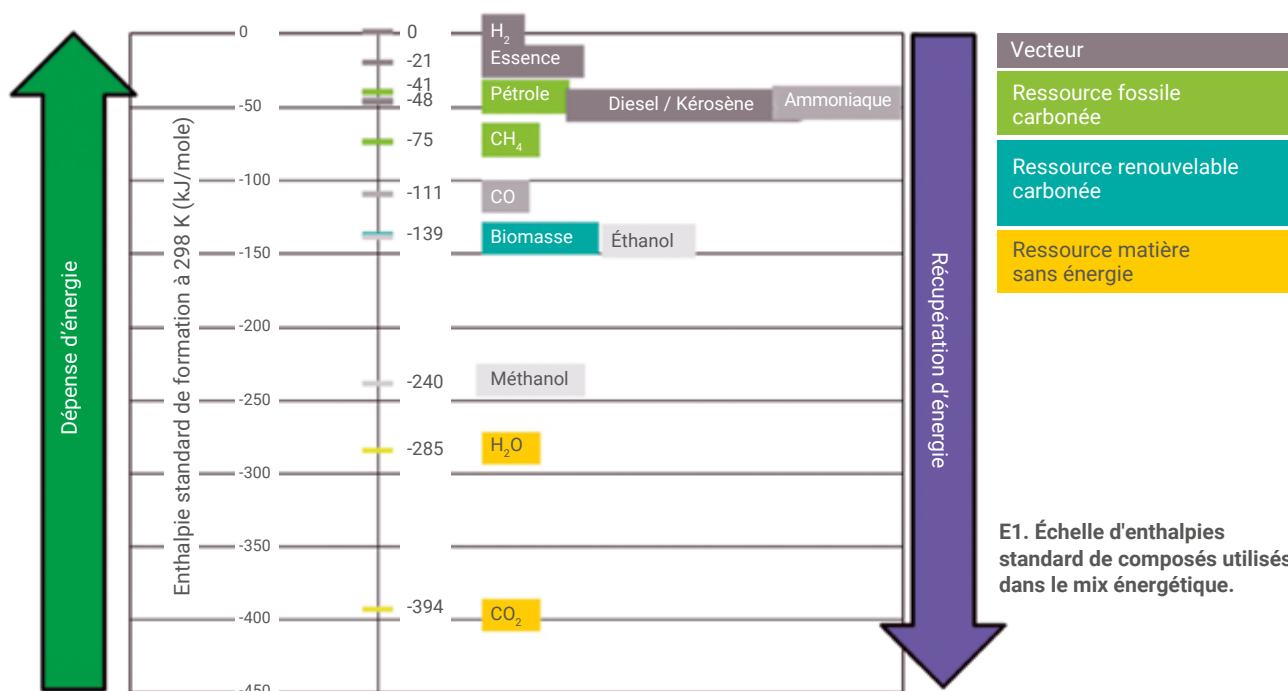 Dépense d'énergie
Enthalpie standard de formation à 298 K (kJ/mole)
0
-50
-100
-150
-200
-250
-300
-350
-400
-450
0
-21
-41
-48
-75
-111
-139
-240
-285
-394
H₂
Essence
Pétrole
Diesel / Kérosène
Ammoniaque
CH₄
CO
Biomasse
Éthanol
Méthanol
H₂O
CO₂
Récupération d'énergie
Vecteur
Ressource fossile
carbonée
Ressource renouvelable
carbonée
Ressource matière
sans énergie
E1. Échelle d'enthalpies
standard de composés utilisés
dans le mix énergétique.